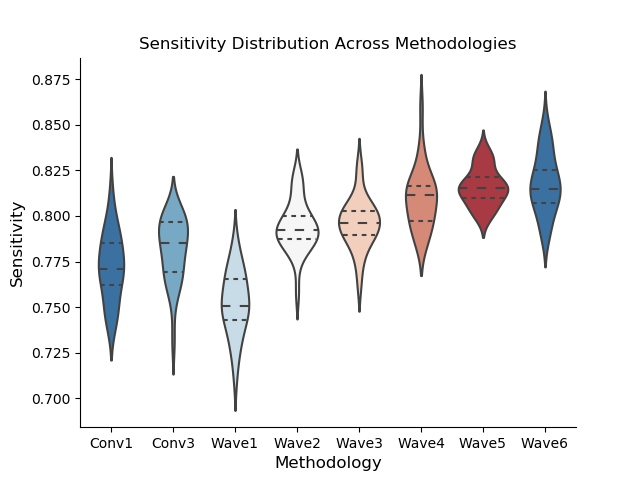 Sensitivity Distribution Across Methodologies
Sensitivity
0.875
0.850
0.825
0.800
0.775
0.750
0.725
0.700
Conv1 Conv3 Wave1 Wave2 Wave3 Wave4 Wave5 Wave6
Methodology